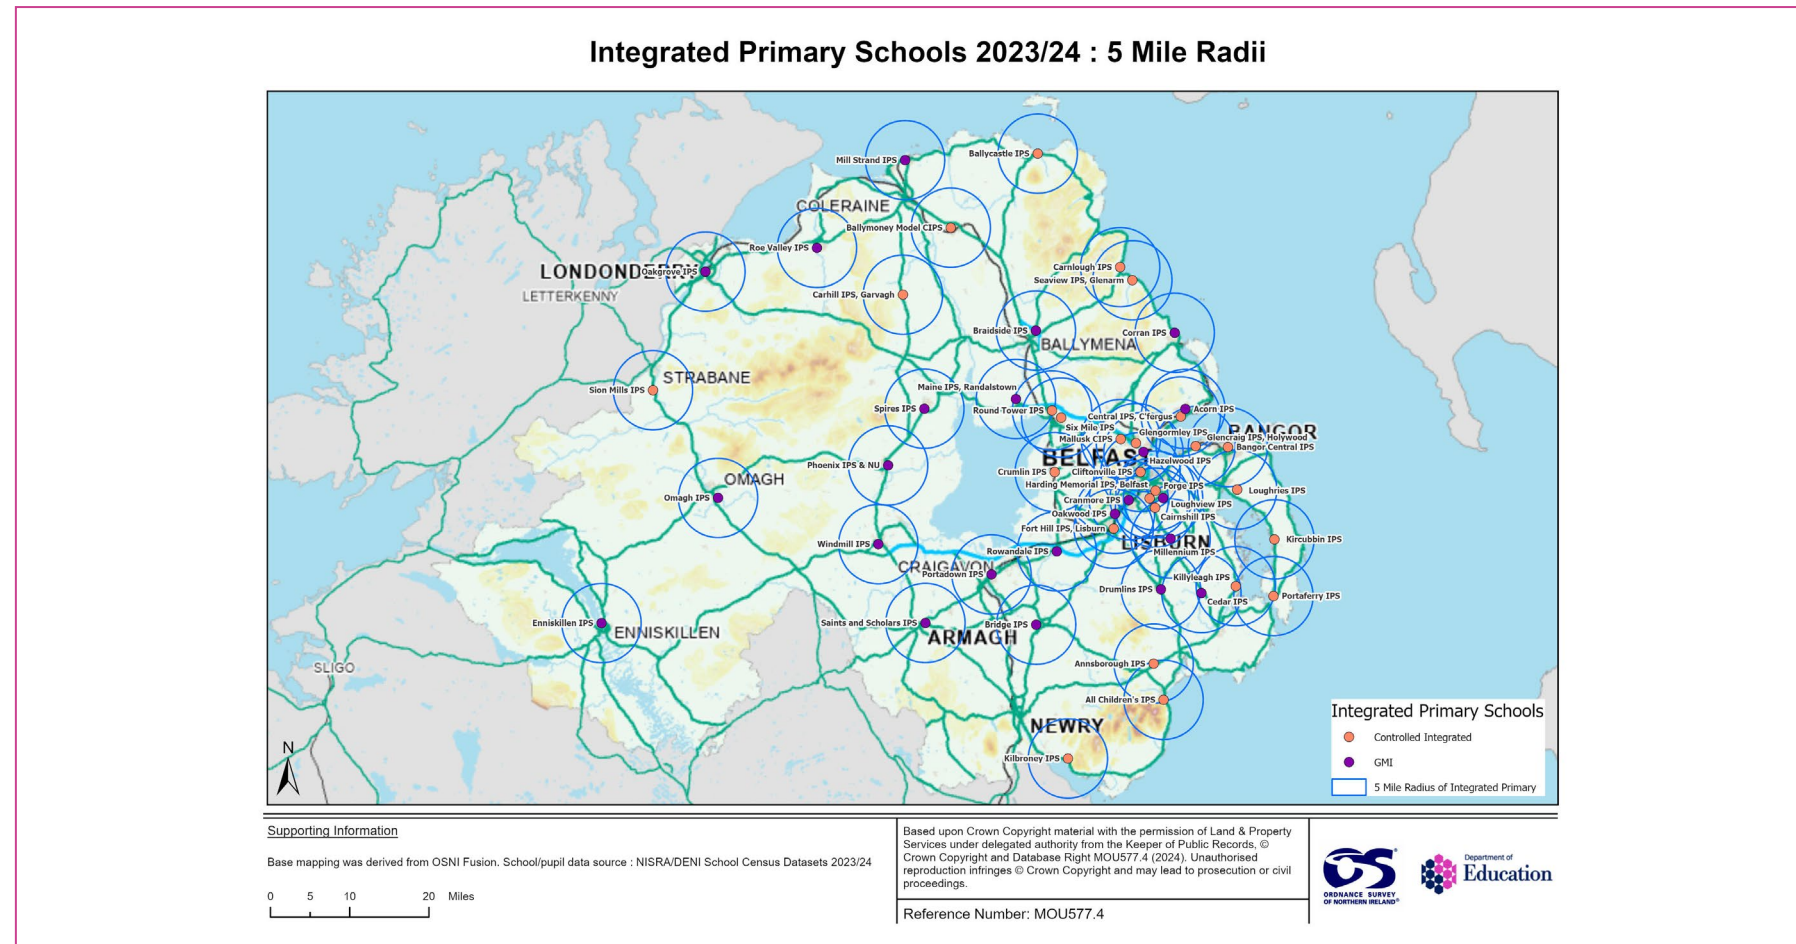 Integrated Primary Schools 2023/24 : 5 Mile Radii
Mill Strand IPS
Ballycastle IPS
COLERAINE
Ballymoney Model CIPS
Roe Valley IPS
LONDONDERRY
Oakgrove IPS
LETTERKENNY
Carnlough IPS
Seaview IPS, Glenarm
Carhill IPS, Garvagh
Braidside IPS
Corran IPS
BALLYMENA
STRABANE
Sion Mills IPS
Maine IPS, Randalstown
Spires IPS
Round Tower IPS
Acorn IPS
Central IPS, C'fergus
Six Mile IPS
Glengormley IPS
BANGOR
Mallusk CIPS
Glencraig IPS, Holywood
Bangor Central IPS
BELFAST
Hazelwood IPS
Phoenix IPS & NU
Crumlin IPS
Cliftonville IPS
OMAGH
Harding Memorial IPS, Belfast
Forge IPS
Loughries IPS
Omagh IPS
Cranmore IPS
Loughview IPS
Oakwood IPS
Cairnshill IPS
Fort Hill IPS, Lisburn
Windmill IPS
LISBURN
Kircubbin IPS
Rowandale IPS
Millennium IPS
CRAIGAVON
Portadown IPS
Killyleagh IPS
Drumlins IPS
Cedar IPS
Portaferry IPS
Enniskillen IPS
ENNISKILLEN
Saints and Scholars IPS
ARMAGH
Bridge IPS
SLIGO
Annsborough IPS
All Children's IPS
NEWRY
Kilbroney IPS
N
Integrated Primary Schools
Controlled Integrated
GMI
5 Mile Radius of Integrated Primary
Supporting Information
Base mapping was derived from OSNI Fusion. School/pupil data source : NISRA/DENI School Census Datasets 2023/24
0 5 10 20 Miles
Based upon Crown Copyright material with the permission of Land & Property
Services under delegated authority from the Keeper of Public Records, ©
Crown Copyright and Database Right MOU577.4 (2024). Unauthorised
reproduction infringes © Crown Copyright and may lead to prosecution or civil
proceedings.
Reference Number: MOU577.4
OS
ORDNANCE SURVEY
OF NORTHERN IRELAND®
Department of
Education